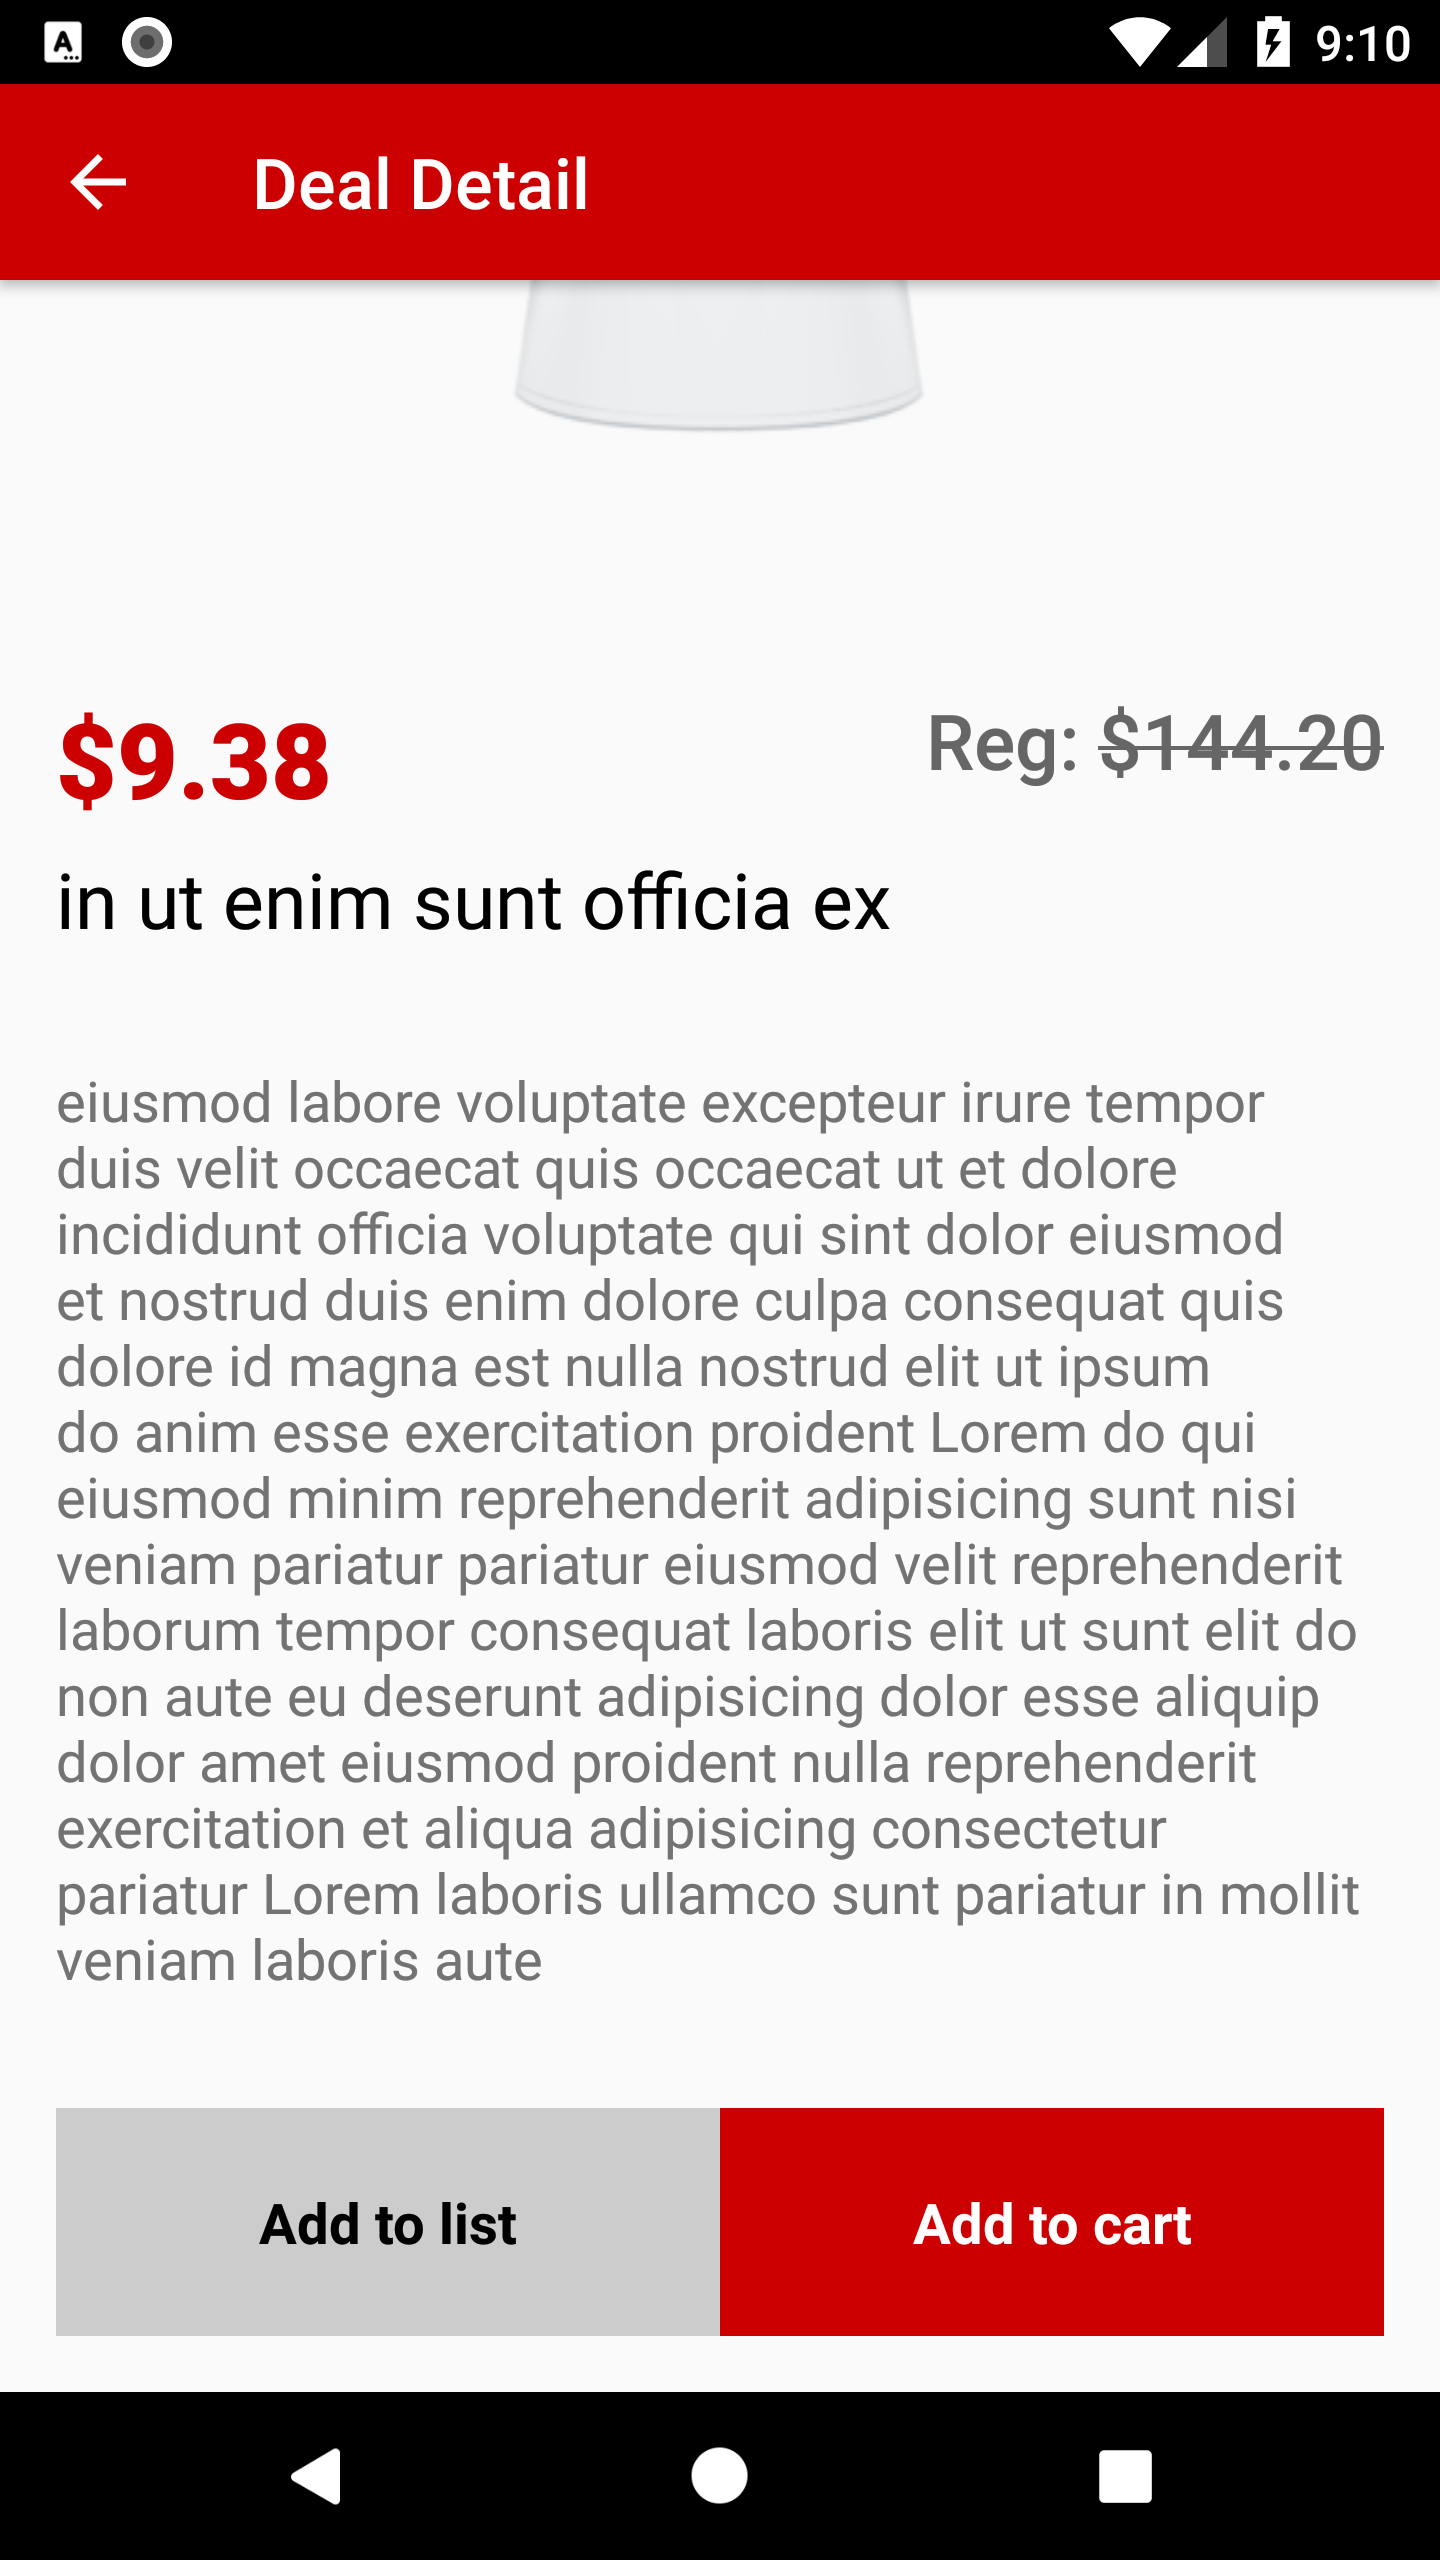 9:10
Deal Detail
$9.38
Reg: $144.20
in ut enim sunt officia ex
eiusmod labore voluptate excepteur irure tempor
duis velit occaecat quis occaecat ut et dolore
incididunt officia voluptate qui sint dolor eiusmod
et nostrud duis enim dolore culpa consequat quis
dolore id magna est nulla nostrud elit ut ipsum
do anim esse exercitation proident Lorem do qui
eiusmod minim reprehenderit adipisicing sunt nisi
veniam pariatur pariatur eiusmod velit reprehenderit
laborum tempor consequat laboris elit ut sunt elit do
non aute eu deserunt adipisicing dolor esse aliquip
dolor amet eiusmod proident nulla reprehenderit
exercitation et aliqua adipisicing consectetur
pariatur Lorem laboris ullamco sunt pariatur in mollit
veniam laboris aute
Add to list
Add to cart